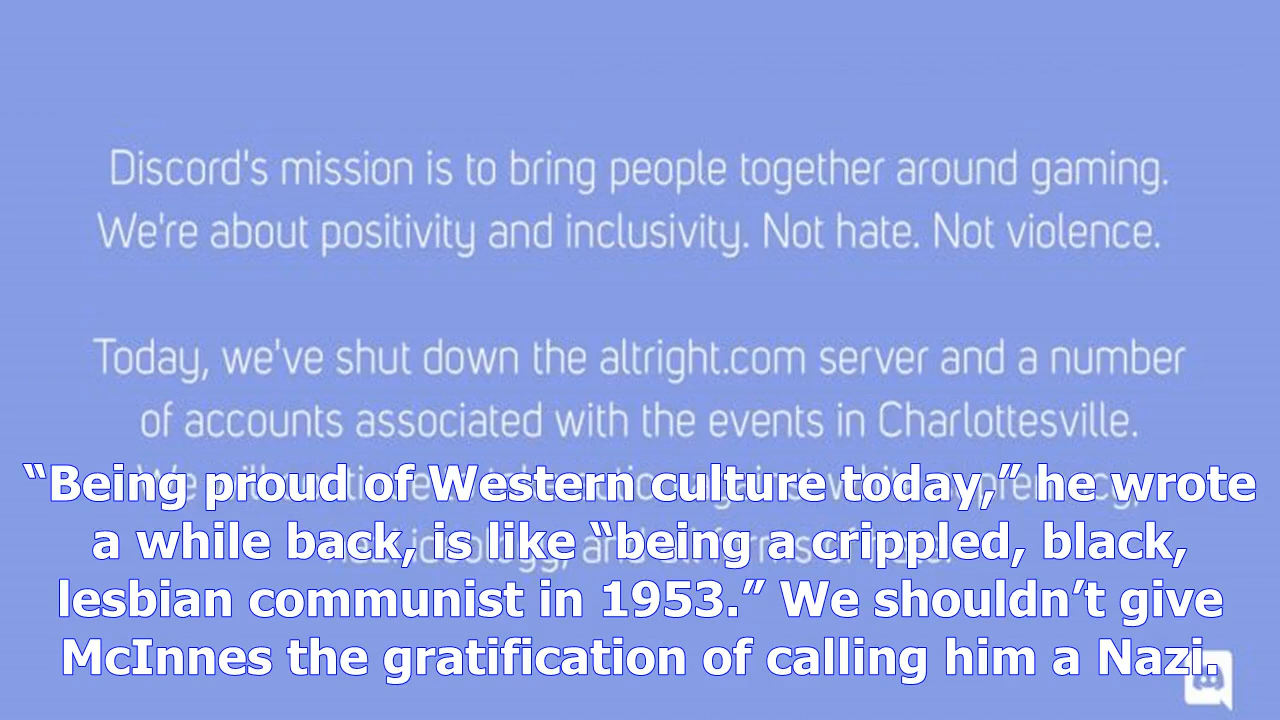 Discord's mission is to bring people together around gaming.
We're about positivity and inclusivity. Not hate. Not violence.
Today, we've shut down the altright.com server and a number
of accounts associated with the events in Charlottesville.
“Being proud of Western culture today,” he wrote
a while back, is like “being a crippled, black,
lesbian communist in 1953.” We shouldn’t give
McInnes the gratification of calling him a Nazi.